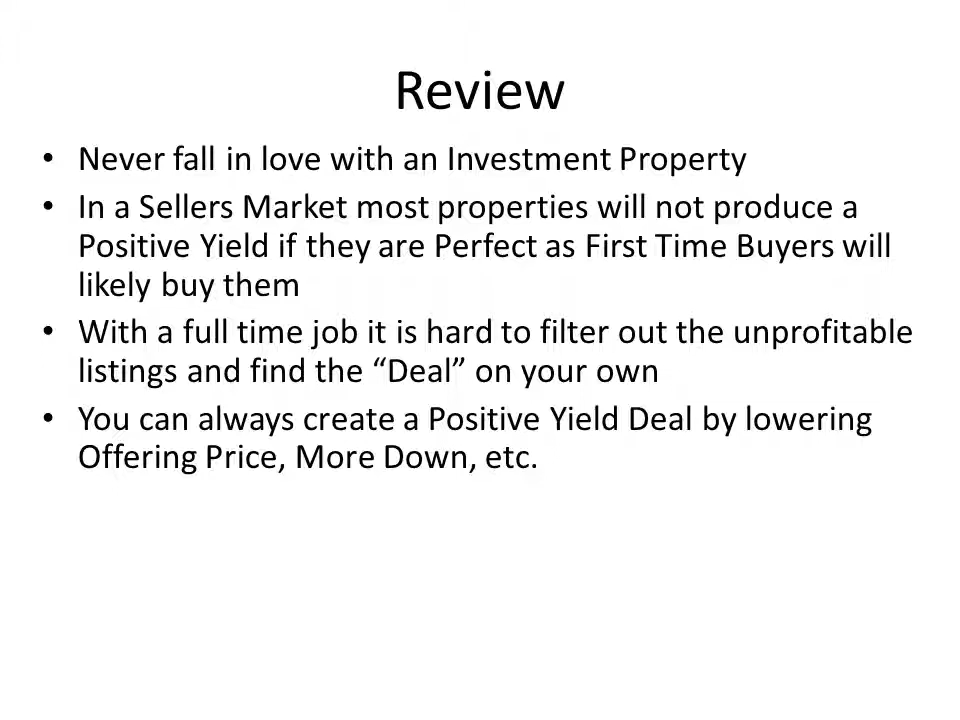 Review
• Never fall in love with an Investment Property
• In a Sellers Market most properties will not produce a
Positive Yield if they are Perfect as First Time Buyers will
likely buy them
• With a full time job it is hard to filter out the unprofitable
listings and find the “Deal” on your own
• You can always create a Positive Yield Deal by lowering
Offering Price, More Down, etc.